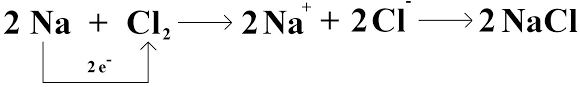 2 Na + Cl₂ ⟶ 2 Na⁺ + 2 Cl⁻ ⟶ 2 NaCl
2 e⁻